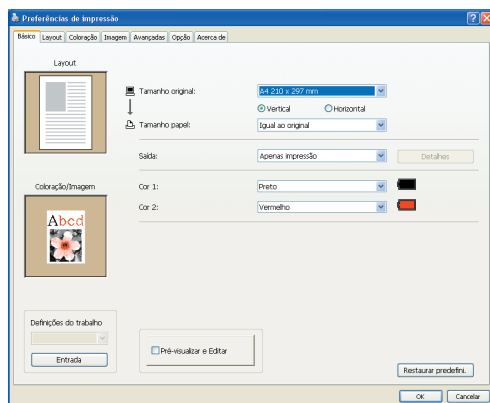 Preferências de impressão
Básico Layout Coloração Imagem Avançadas Opção Acerca de
Layout
Tamanho original: A4 210 x 297 mm
Vertical Horizontal
Tamanho papel: Igual ao original
Saída: Apenas impressão Detalhes
Coloração/Imagem
Cor 1: Preto
Cor 2: Vermelho
Abcd
Definições do trabalho
Pré-visualizar e Editar
Entrada
Restaurar predefini.
OK Cancelar